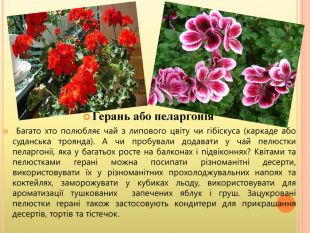 Герань або пеларгонія
Багато хто полюбляє чай з липового цвіту чи гібіскуса (каркаде або
суданська троянда). А чи пробували додавати у чай пелюстки
пеларгонії, яка у багатьох росте на балконах і підвіконнях? Квітами та
пелюстками герані можна посипати різноманітні десерти,
використовувати їх у різноманітних прохолоджувальних напоях та
коктейлях, заморожувати у кубиках льоду, використовувати для
ароматизації тушкованих запечених яблук і груш. Зацукровані
пелюстки герані також застосовують кондитери для прикрашання
десертів, тортів та тістечок.